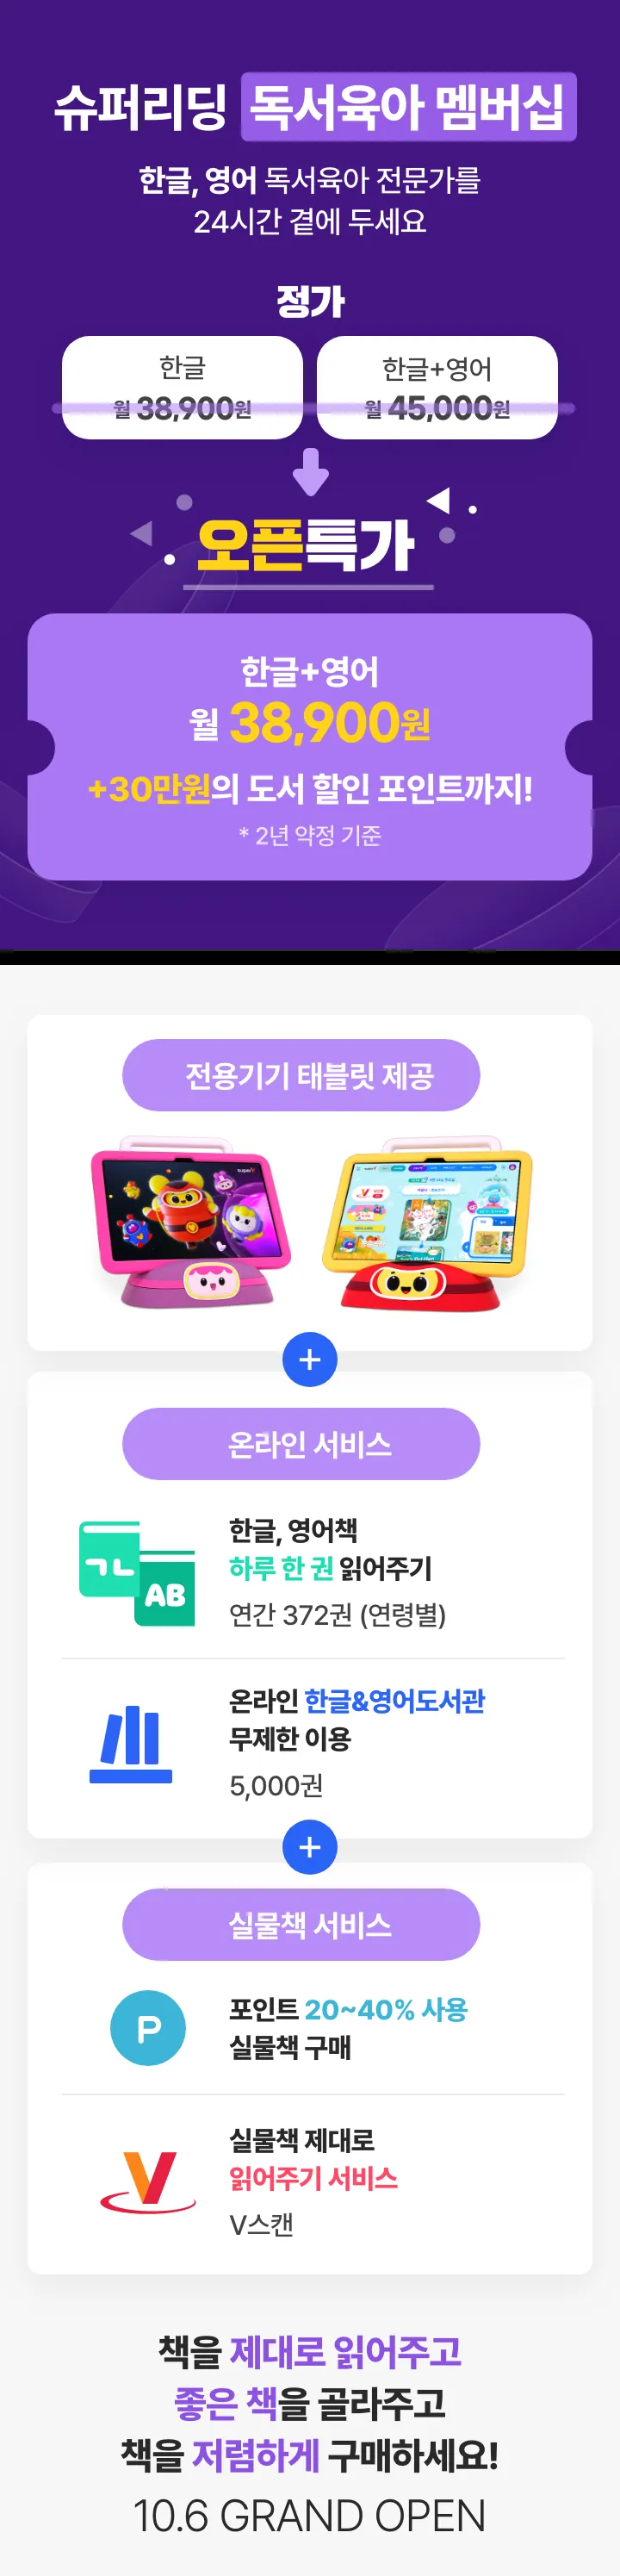 슈퍼리딩 독서육아 멤버십
한글, 영어 독서육아 전문가를
24시간 곁에 두세요
정가
한글
월 38,900원
한글+영어
월 45,000원
오픈특가
한글+영어
월 38,900원
+30만원의 도서 할인 포인트까지!
* 2년 약정 기준
전용기기 태블릿 제공
온라인 서비스
ㄱㄴ
AB
한글, 영어책
하루 한 권 읽어주기
연간 372권 (연령별)
온라인 한글&영어도서관
무제한 이용
5,000권
실물책 서비스
P
포인트 20~40% 사용
실물책 구매
V
실물책 제대로
읽어주기 서비스
V스캔
책을 제대로 읽어주고
좋은 책을 골라주고
책을 저렴하게 구매하세요!
10.6 GRAND OPEN